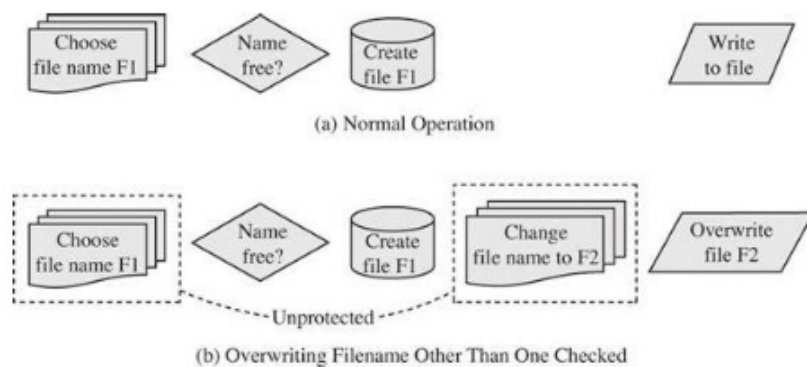 Choose
file name F1
Name
free?
Create
file F1
Write
to file
(a) Normal Operation
Choose
file name F1
Name
free?
Create
file F1
Change
file name to F2
Overwrite
file F2
Unprotected
(b) Overwriting Filename Other Than One Checked